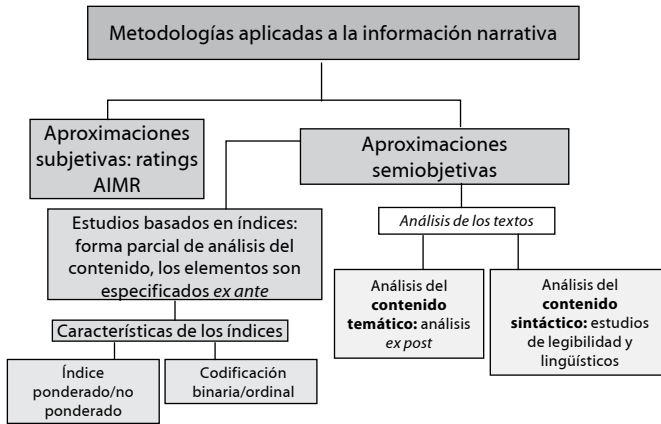 Metodologías aplicadas a la información narrativa
Aproximaciones
subjetivas: ratings
AIMR
Aproximaciones
semiobjetivas
Estudios basados en índices:
forma parcial de análisis del
contenido, los elementos son
especificados ex ante
Características de los índices
Índice
ponderado/no
ponderado
Codificación
binaria/ordinal
Análisis de los textos
Análisis del
contenido
temático: análisis
ex post
Análisis del
contenido
sintáctico: estudios
de legibilidad y
lingüísticos